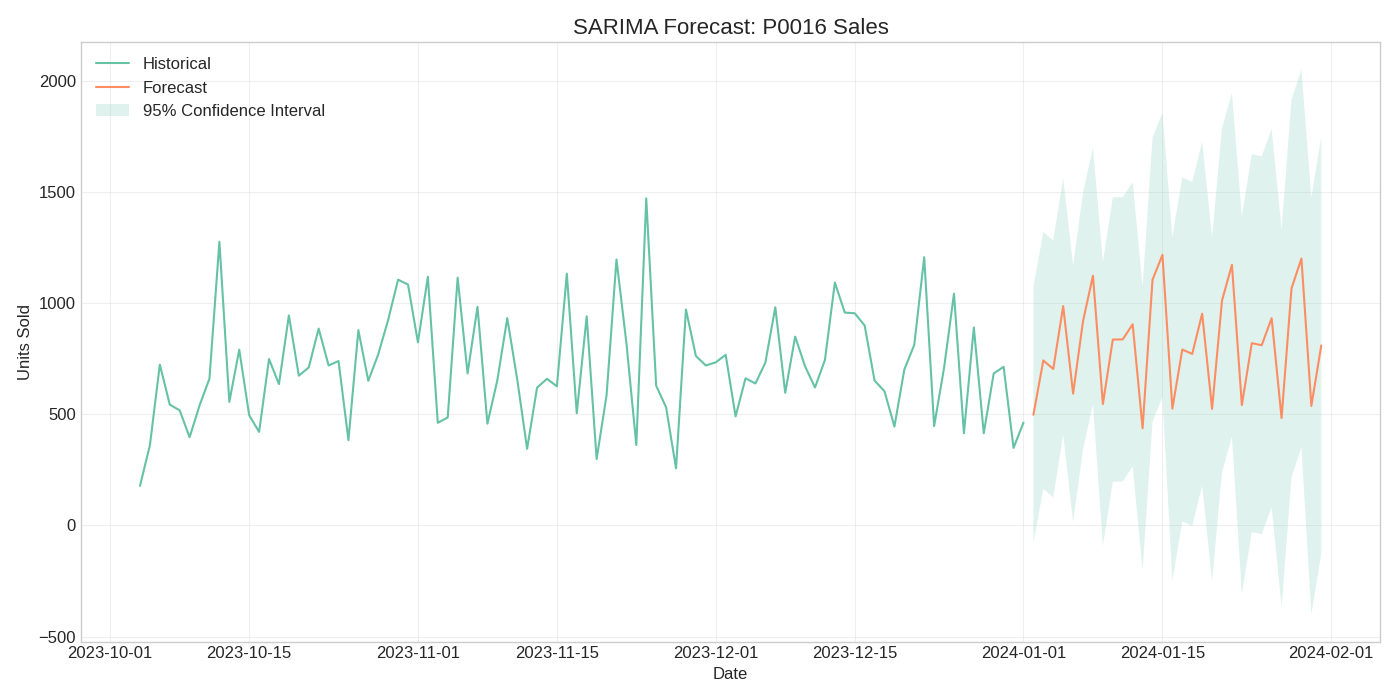 SARIMA Forecast: P0016 Sales
Historical
Forecast
95% Confidence Interval
2000
1500
1000
500
0
−500
Units Sold
2023-10-01 2023-10-15 2023-11-01 2023-11-15 2023-12-01 2023-12-15 2024-01-01 2024-01-15 2024-02-01
Date